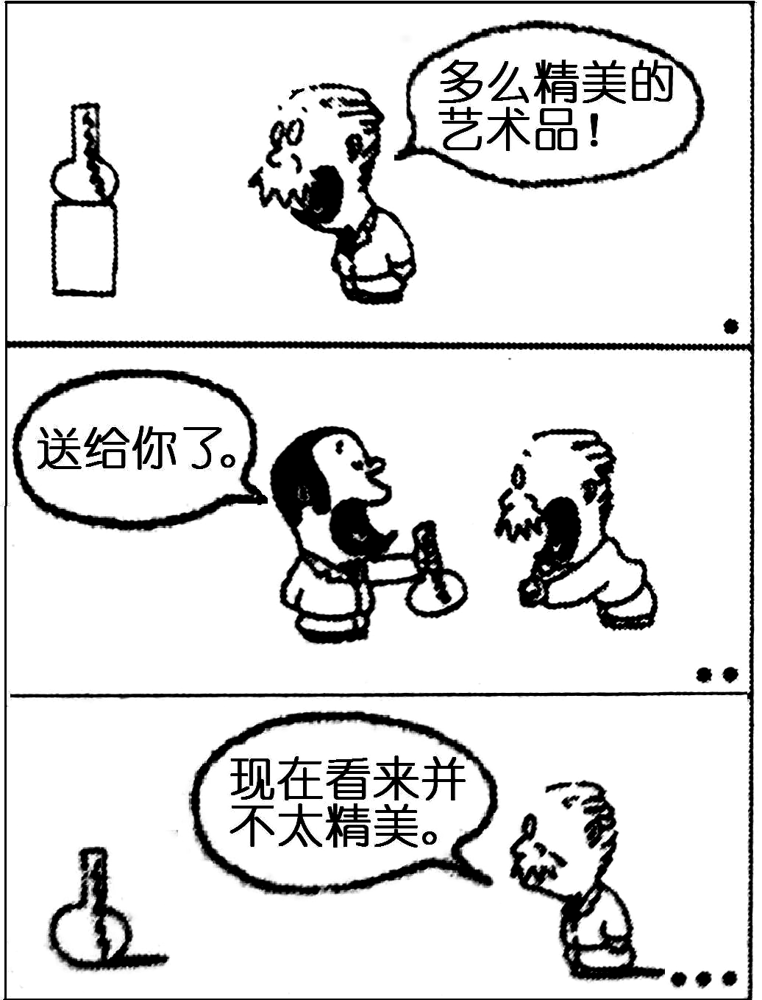 多么精美的
艺术品！
送给你了。
现在看来并
不太精美。